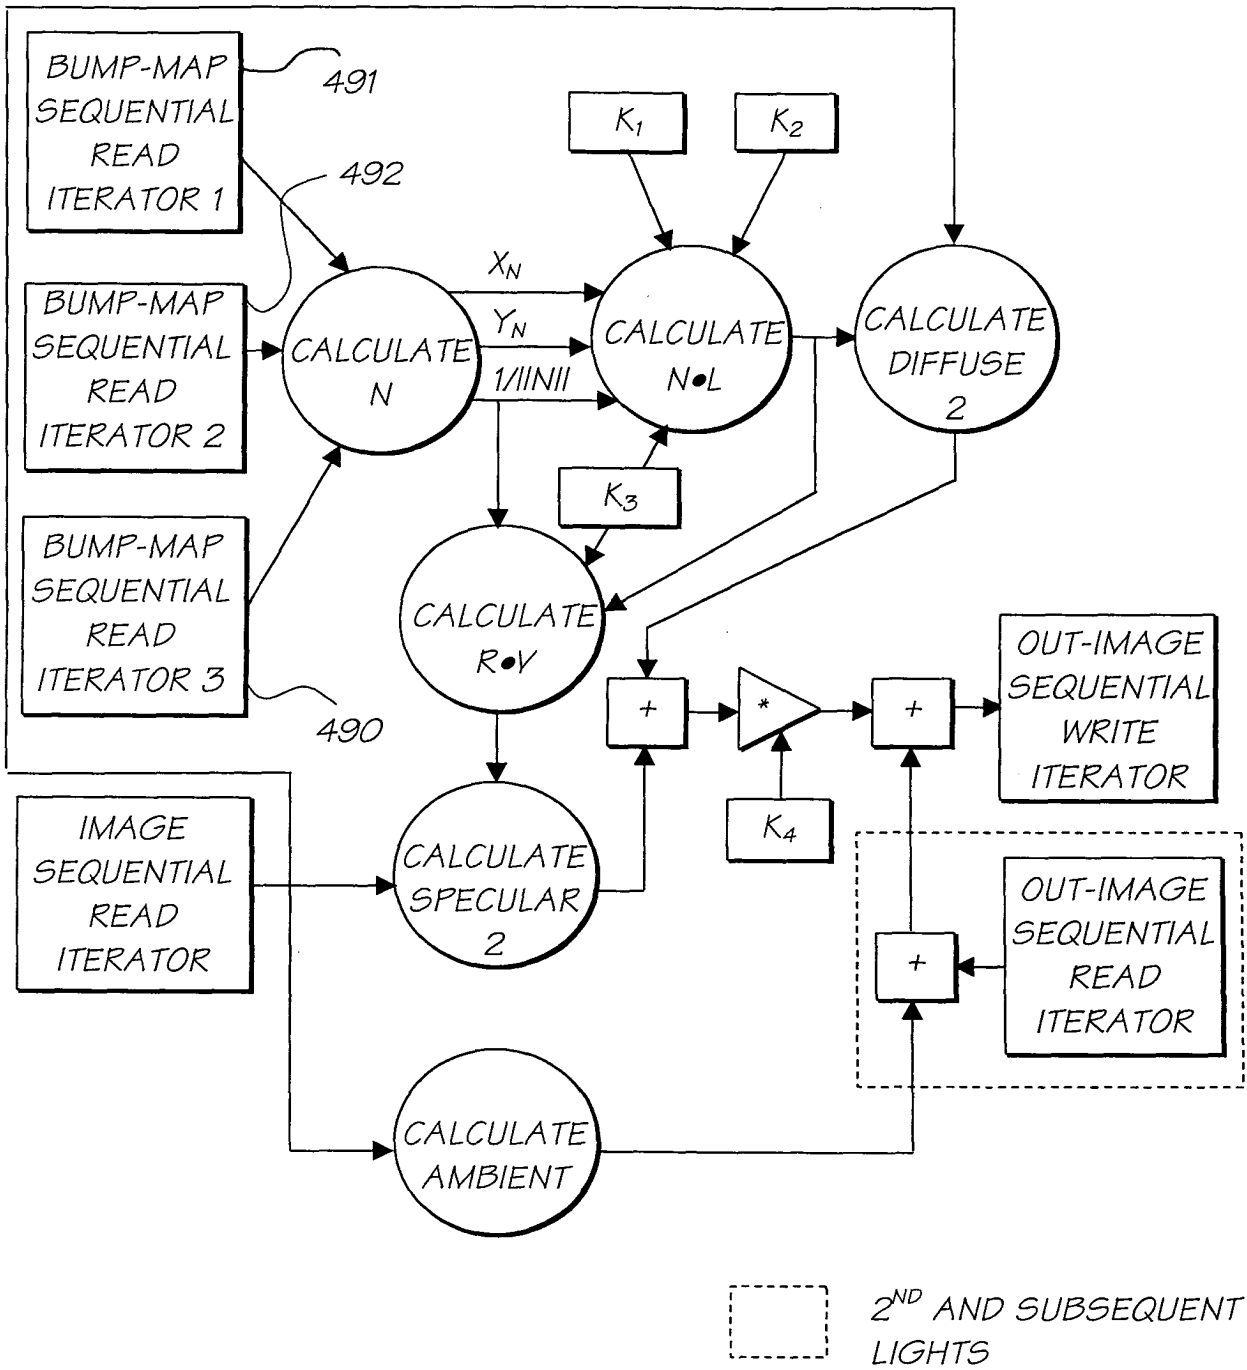 BUMP-MAP
SEQUENTIAL
READ
ITERATOR 1
491
K1
K2
492
BUMP-MAP
SEQUENTIAL
READ
ITERATOR 2
CALCULATE
N
XN
YN
1/||N||
CALCULATE
N•L
CALCULATE
DIFFUSE
2
K3
BUMP-MAP
SEQUENTIAL
READ
ITERATOR 3
490
CALCULATE
R•V
+
*
+
K4
OUT-IMAGE
SEQUENTIAL
WRITE
ITERATOR
IMAGE
SEQUENTIAL
READ
ITERATOR
CALCULATE
SPECULAR
2
+
OUT-IMAGE
SEQUENTIAL
READ
ITERATOR
CALCULATE
AMBIENT
2ND AND SUBSEQUENT
LIGHTS